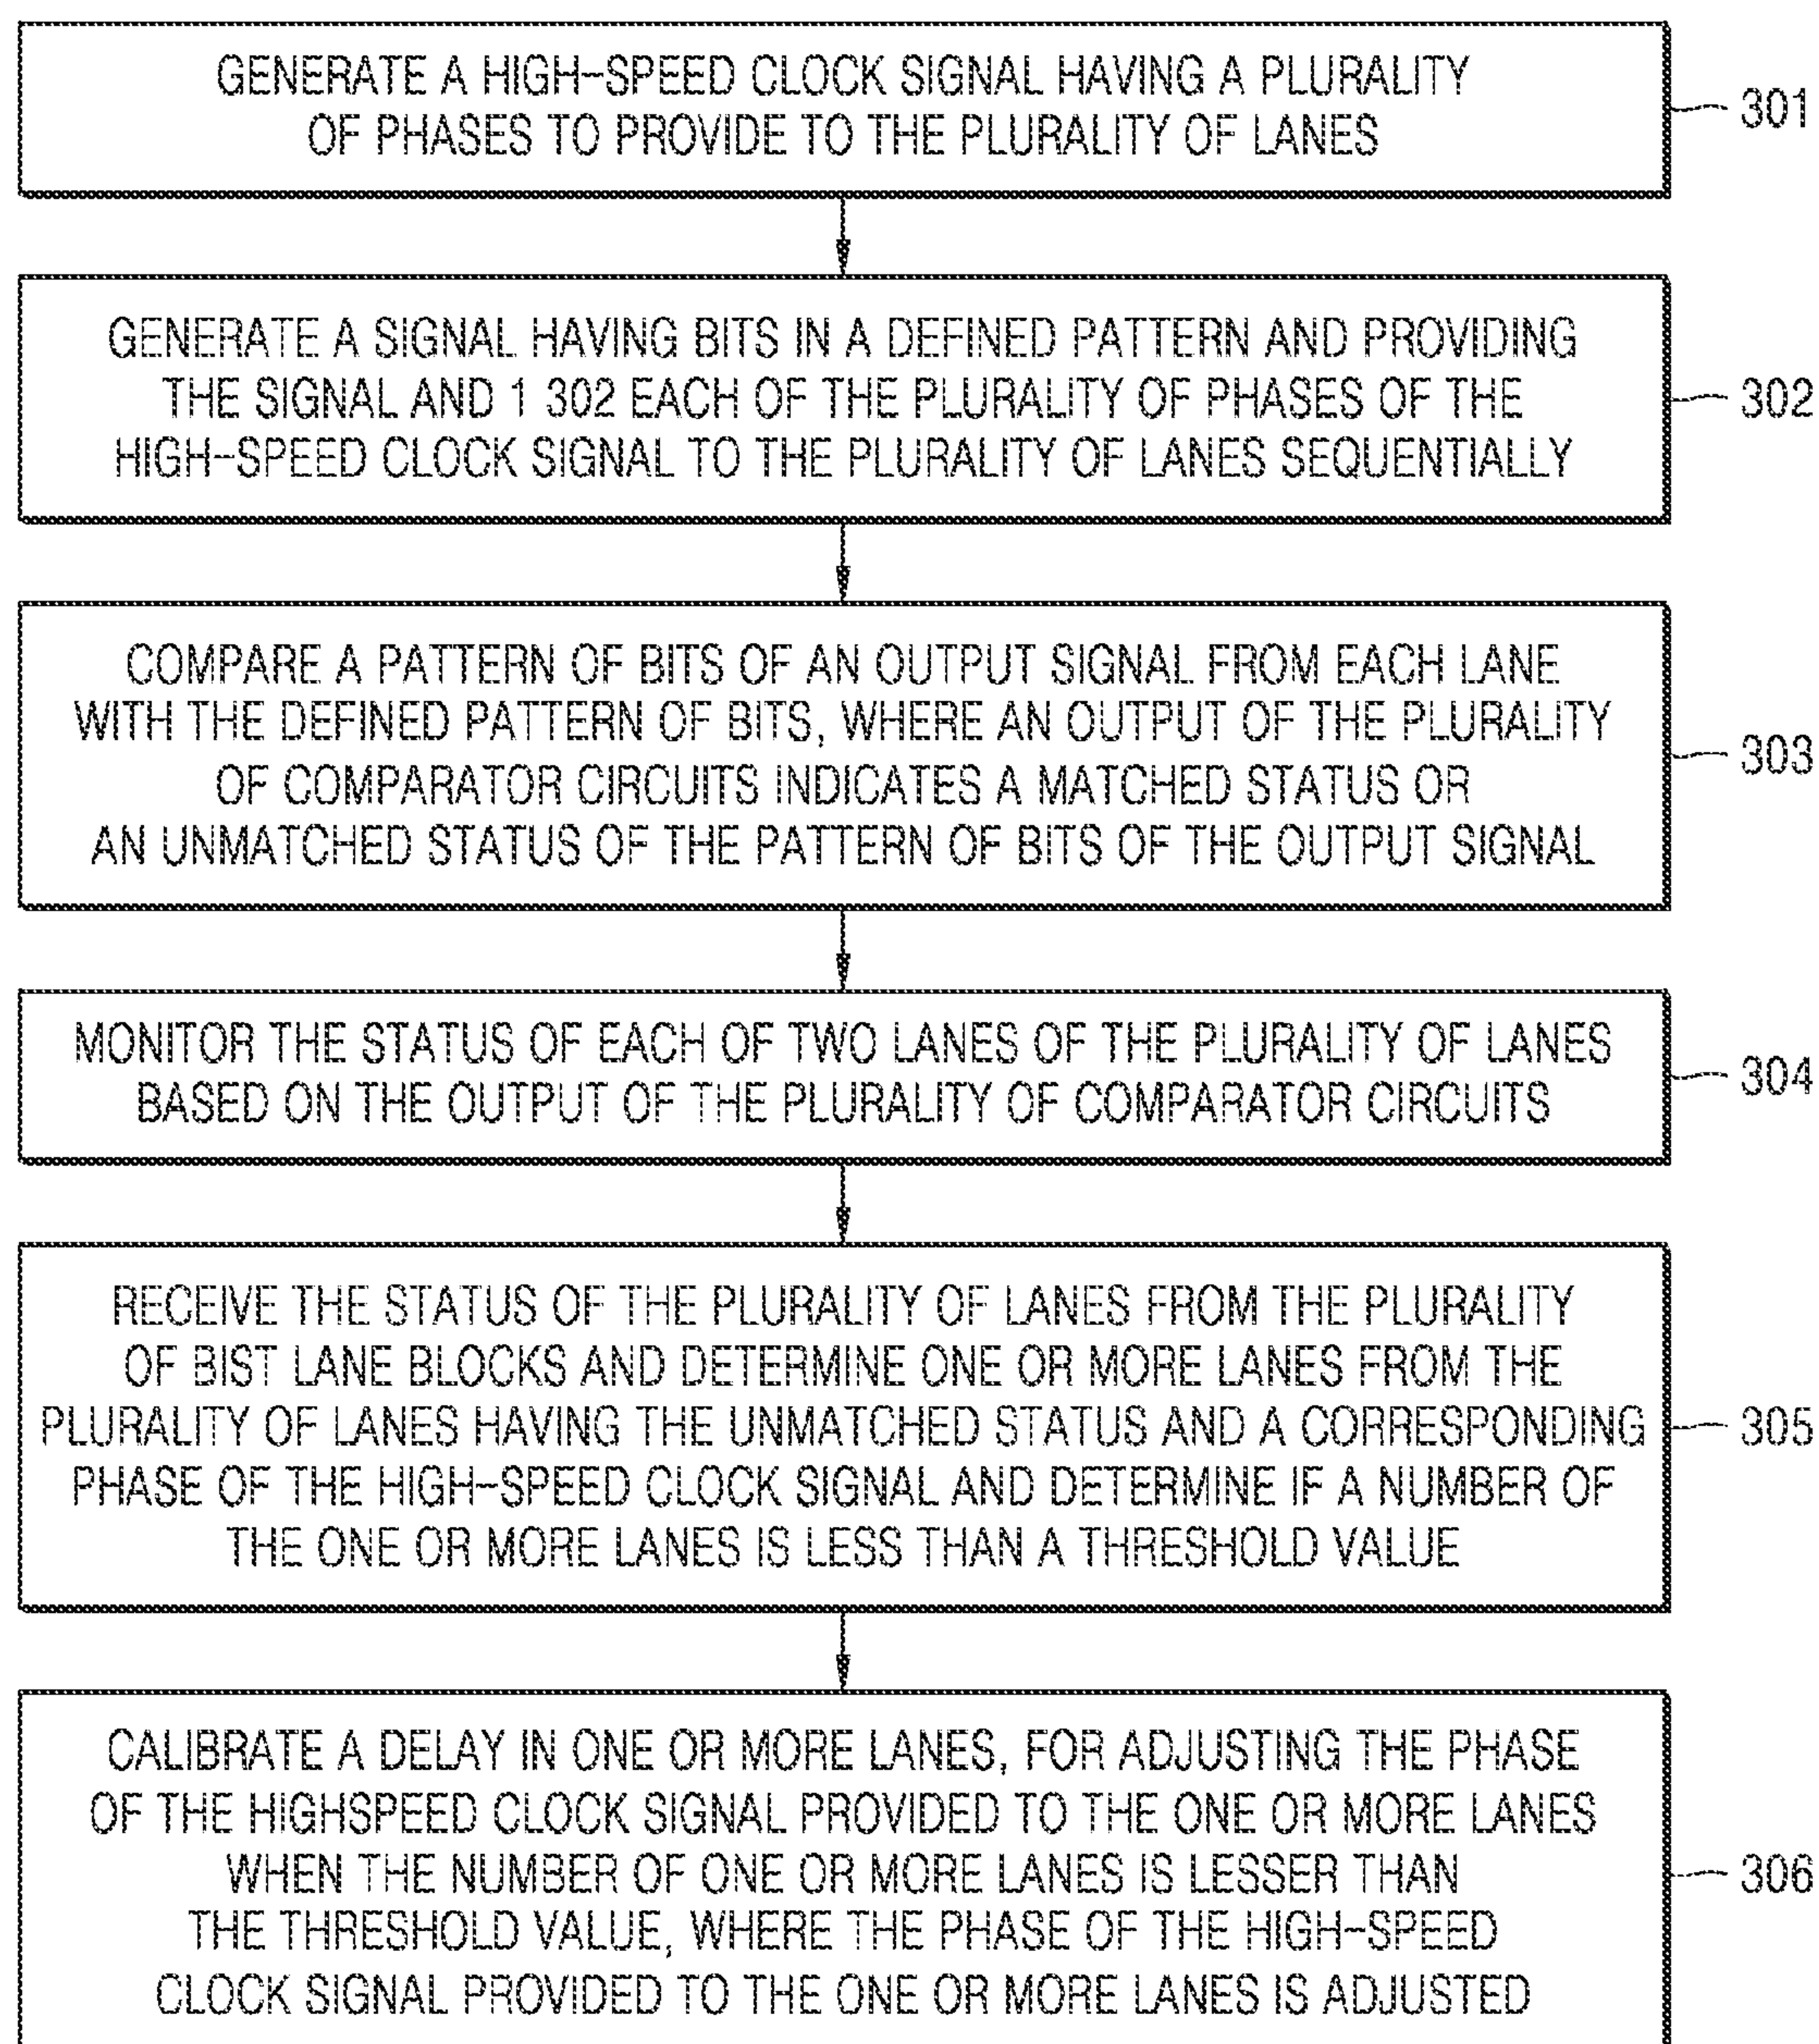 GENERATE A HIGH-SPEED CLOCK SIGNAL HAVING A PLURALITY
OF PHASES TO PROVIDE TO THE PLURALITY OF LANES
301
GENERATE A SIGNAL HAVING BITS IN A DEFINED PATTERN AND PROVIDING
THE SIGNAL AND 1 302 EACH OF THE PLURALITY OF PHASES OF THE
HIGH-SPEED CLOCK SIGNAL TO THE PLURALITY OF LANES SEQUENTIALLY
302
COMPARE A PATTERN OF BITS OF AN OUTPUT SIGNAL FROM EACH LANE
WITH THE DEFINED PATTERN OF BITS, WHERE AN OUTPUT OF THE PLURALITY
OF COMPARATOR CIRCUITS INDICATES A MATCHED STATUS OR
AN UNMATCHED STATUS OF THE PATTERN OF BITS OF THE OUTPUT SIGNAL
303
MONITOR THE STATUS OF EACH OF TWO LANES OF THE PLURALITY OF LANES
BASED ON THE OUTPUT OF THE PLURALITY OF COMPARATOR CIRCUITS
304
RECEIVE THE STATUS OF THE PLURALITY OF LANES FROM THE PLURALITY
OF BIST LANE BLOCKS AND DETERMINE ONE OR MORE LANES FROM THE
PLURALITY OF LANES HAVING THE UNMATCHED STATUS AND A CORRESPONDING
PHASE OF THE HIGH-SPEED CLOCK SIGNAL AND DETERMINE IF A NUMBER OF
THE ONE OR MORE LANES IS LESS THAN A THRESHOLD VALUE
305
CALIBRATE A DELAY IN ONE OR MORE LANES, FOR ADJUSTING THE PHASE
OF THE HIGHSPEED CLOCK SIGNAL PROVIDED TO THE ONE OR MORE LANES
WHEN THE NUMBER OF ONE OR MORE LANES IS LESSER THAN
THE THRESHOLD VALUE, WHERE THE PHASE OF THE HIGH-SPEED
CLOCK SIGNAL PROVIDED TO THE ONE OR MORE LANES IS ADJUSTED
306